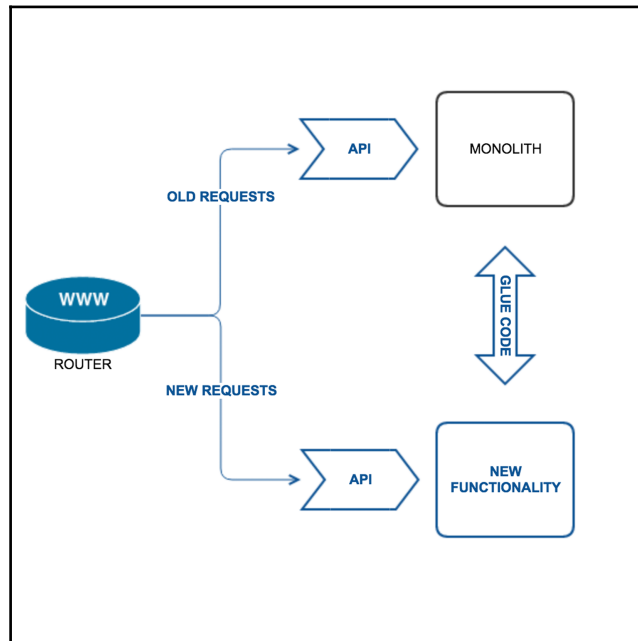 API
MONOLITH
OLD REQUESTS
WWW
ROUTER
GLUE CODE
NEW REQUESTS
API
NEW
FUNCTIONALITY